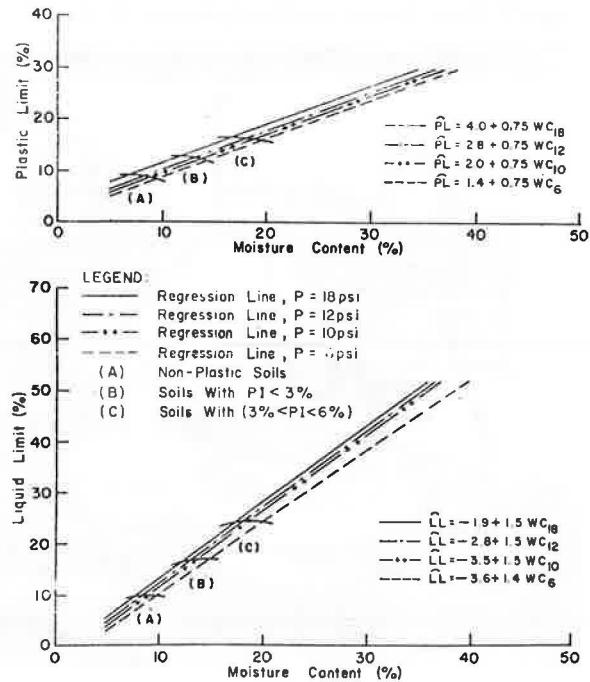 40
30
20
10
0
Plastic Limit (%)
(A)
(B)
(C)
P̂L = 4.0 + 0.75 WC18
P̂L = 2.8 + 0.75 WC12
P̂L = 2.0 + 0.75 WC10
P̂L = 1.4 + 0.75 WC6
0 10 20 30 40 50
Moisture Content (%)
70
60
50
40
30
20
10
0
Liquid Limit (%)
LEGEND:
Regression Line, P = 18psi
Regression Line, P = 12psi
Regression Line, P = 10psi
Regression Line, P = psi
(A) Non-Plastic Soils
(B) Soils With PI < 3%
(C) Soils With (3% <PI< 6%)
(C)
(B)
(A)
L̂L = -1.9 + 1.5 WC18
L̂L = -2.8 + 1.5 WC12
L̂L = -3.5 + 1.5 WC10
L̂L = -3.6 + 1.4 WC6
0 10 20 30 40 50
Moisture Content (%)